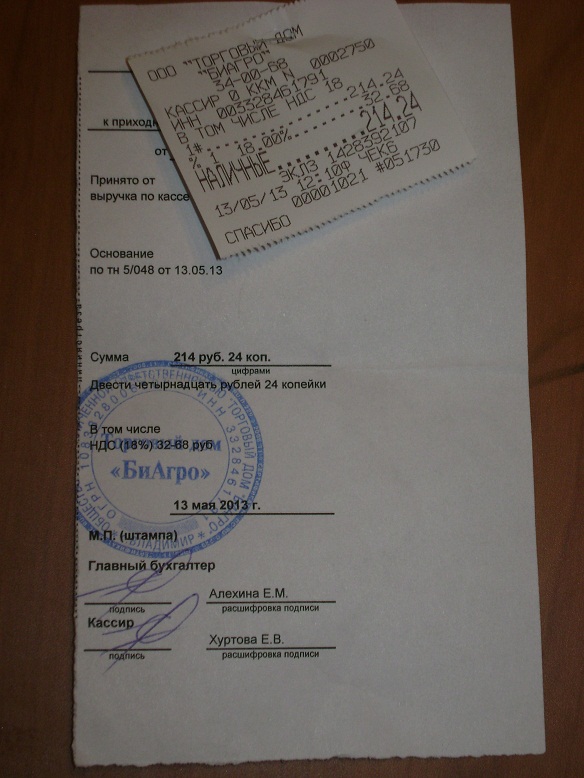 ООО "ТОРГОВЫЙ ДОМ
"БИАГРО"
34-00-68
КАССИР 0 ККМ N 0002750
ИНН 003328461791
В ТОМ ЧИСЛЕ НДС 18
1#..................214.24
% 1 18.00%..........32.68
НАЛИЧНЫЕ..........214.24
ЭКЛЗ 1428392107
13/05/13 12:10Ф ЧЕК6
00001021 #051730
СПАСИБО
к приходн
от
Принято от
выручка по кассе
Основание
по тн 5/048 от 13.05.13
Сумма 214 руб. 24 коп.
цифрами
Двести четырнадцать рублей 24 копейки
В том числе
НДС (18%) 32-68 руб
Торговый дом
«БиАгро»
13 мая 2013 г.
М.П. (штампа)
Главный бухгалтер
Алехина Е.М.
подпись расшифровка подписи
Кассир
Хуртова Е.В.
подпись расшифровка подписи